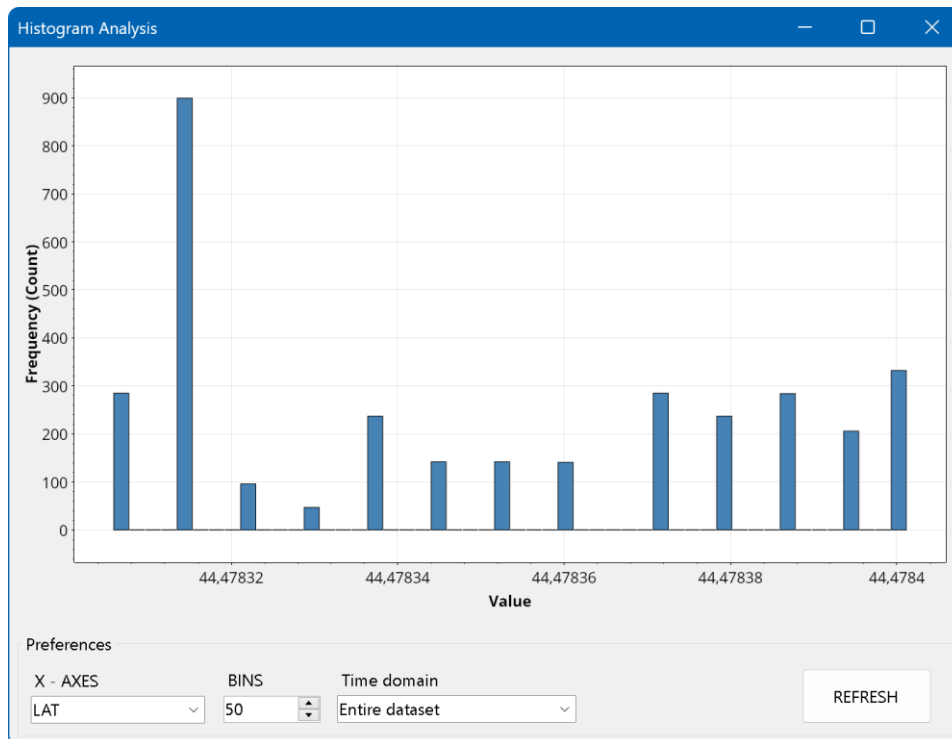 Histogram Analysis
900
800
700
600
500
400
300
200
100
0
Frequency (Count)
44,47832 44,47834 44,47836 44,47838 44,4784
Value
Preferences
X - AXES BINS Time domain
LAT 50 Entire dataset REFRESH